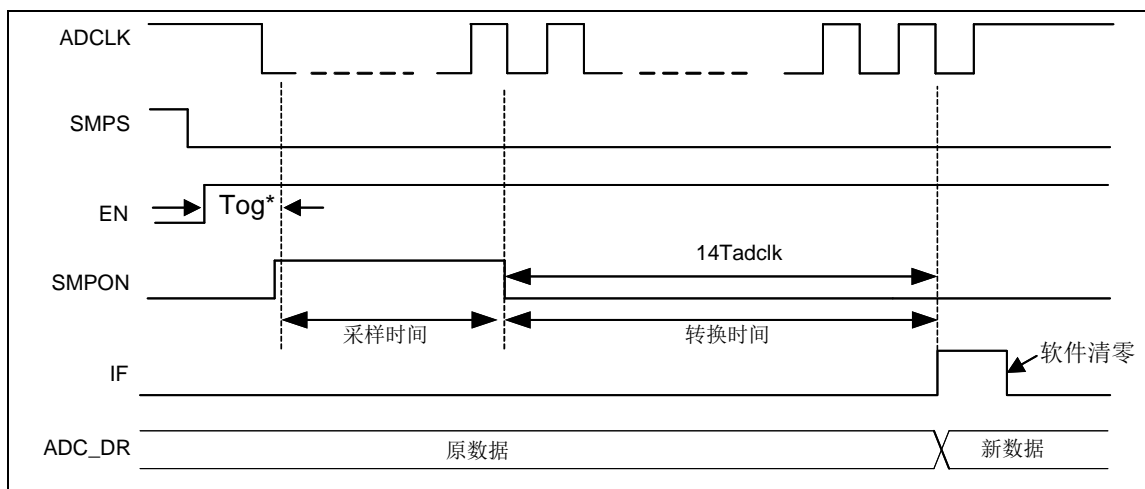 ADCLK
SMPS
EN
Tog*
SMPON
14Tadclk
采样时间
转换时间
IF
软件清零
ADC_DR
原数据
新数据